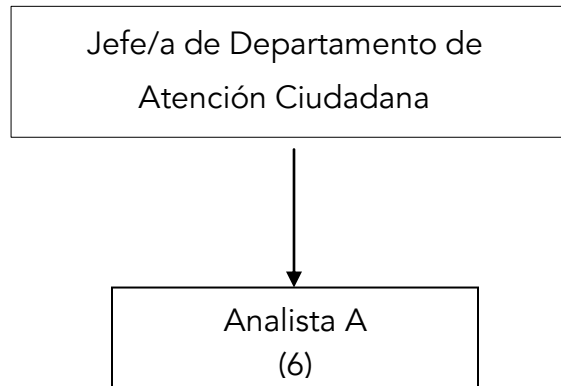 Jefe/a de Departamento de
Atención Ciudadana
Analista A
(6)